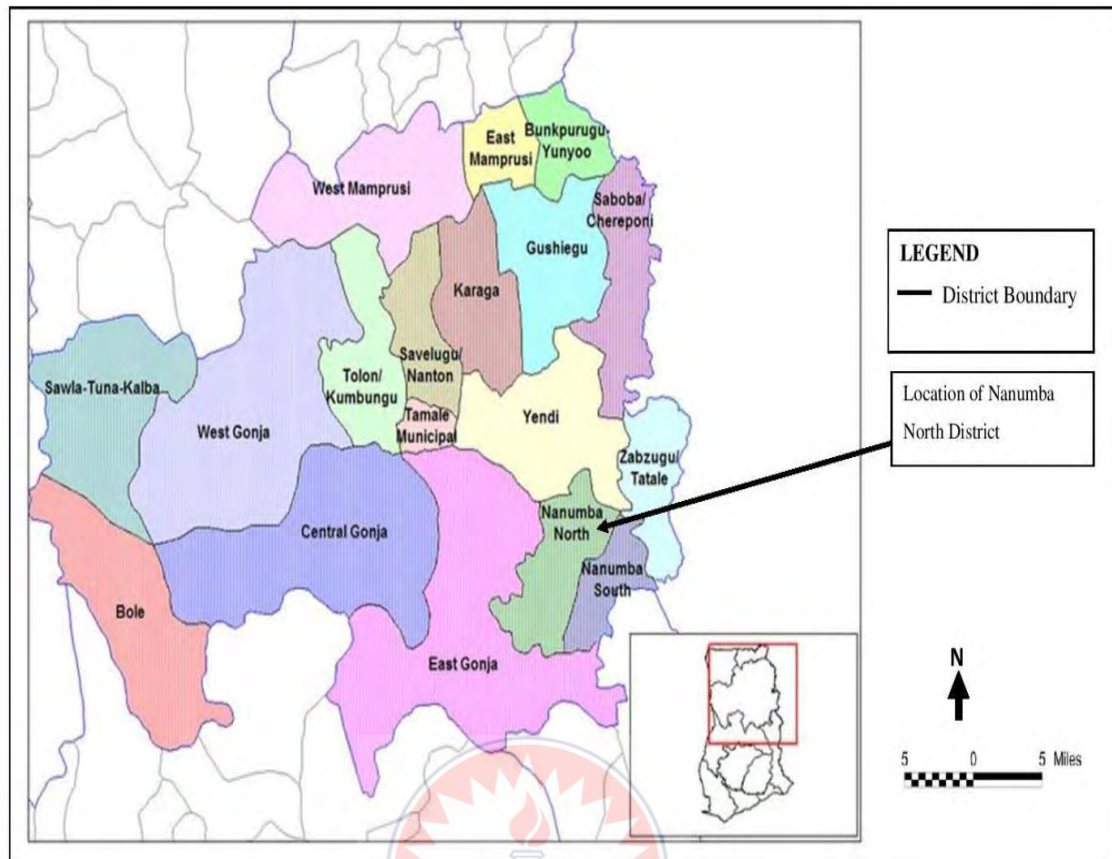 East
Mamprusi
Bunkpurugu-
Yunyoo
West Mamprusi
Saboba/
Chereponi
Gushiegu
Karaga
Savelugu/
Nanton
Sawla-Tuna-Kalba...
Tolon/
Kumbungu
Tamale
Municipal
Yendi
West Gonja
Zabzugu/
Tatale
Nanumba
North
Central Gonja
Nanumba
South
Bole
East Gonja
LEGEND
District Boundary
Location of Nanumba
North District
N
5 0 5 Miles